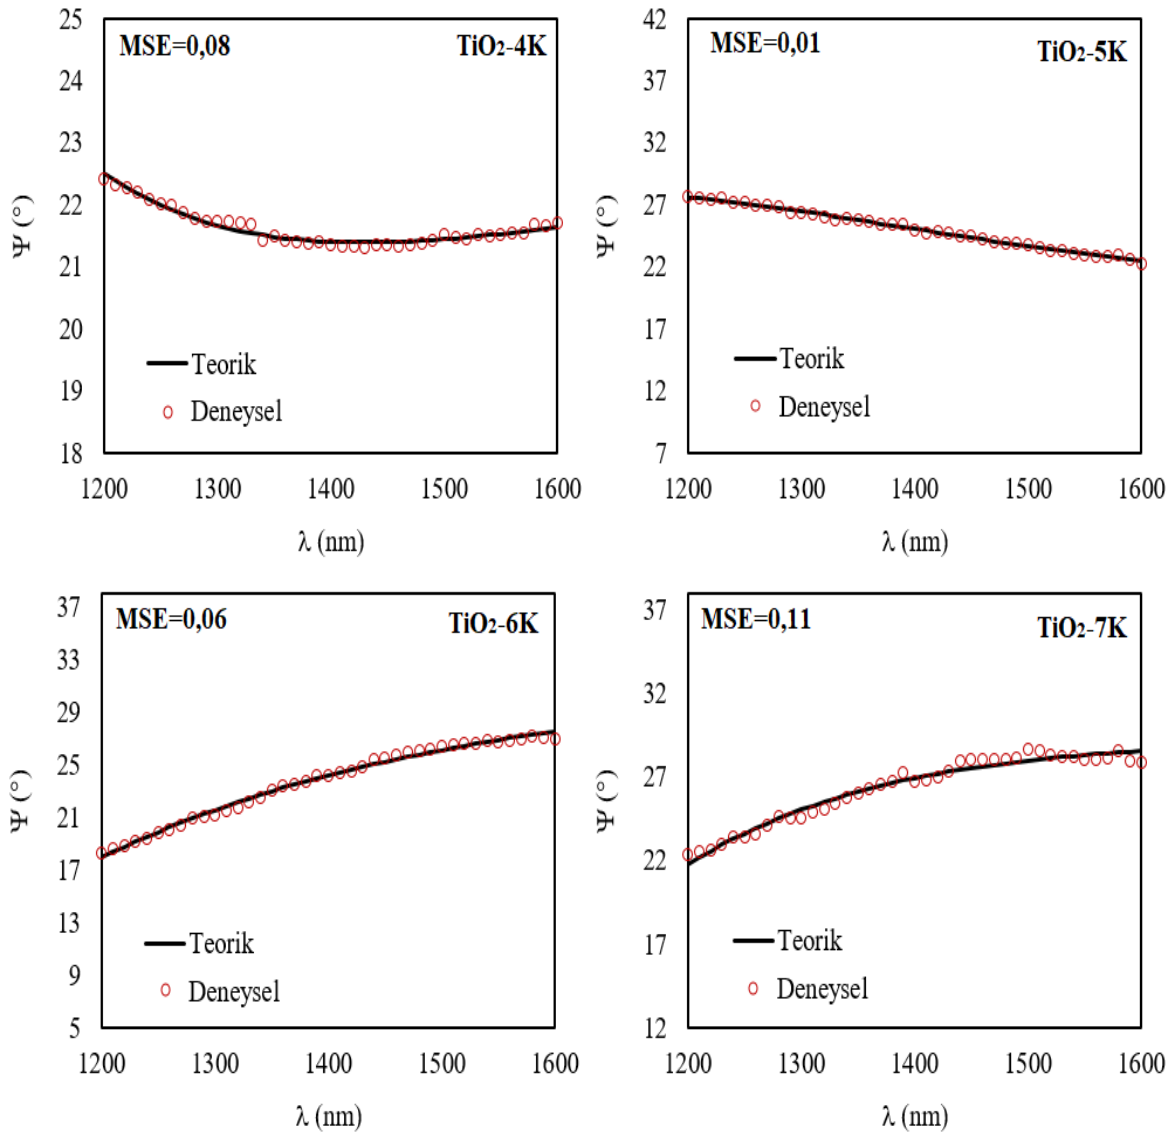 MSE=0,08
TiO2-4K
25
24
23
22
21
20
19
18
Ψ (°)
Teorik
Deneysel
1200 1300 1400 1500 1600
λ (nm)
MSE=0,01
TiO2-5K
42
37
32
27
22
17
12
7
Ψ (°)
Teorik
Deneysel
1200 1300 1400 1500 1600
λ (nm)
MSE=0,06
TiO2-6K
37
33
29
25
21
17
13
9
5
Ψ (°)
Teorik
Deneysel
1200 1300 1400 1500 1600
λ (nm)
MSE=0,11
TiO2-7K
37
32
27
22
17
12
Ψ (°)
Teorik
Deneysel
1200 1300 1400 1500 1600
λ (nm)